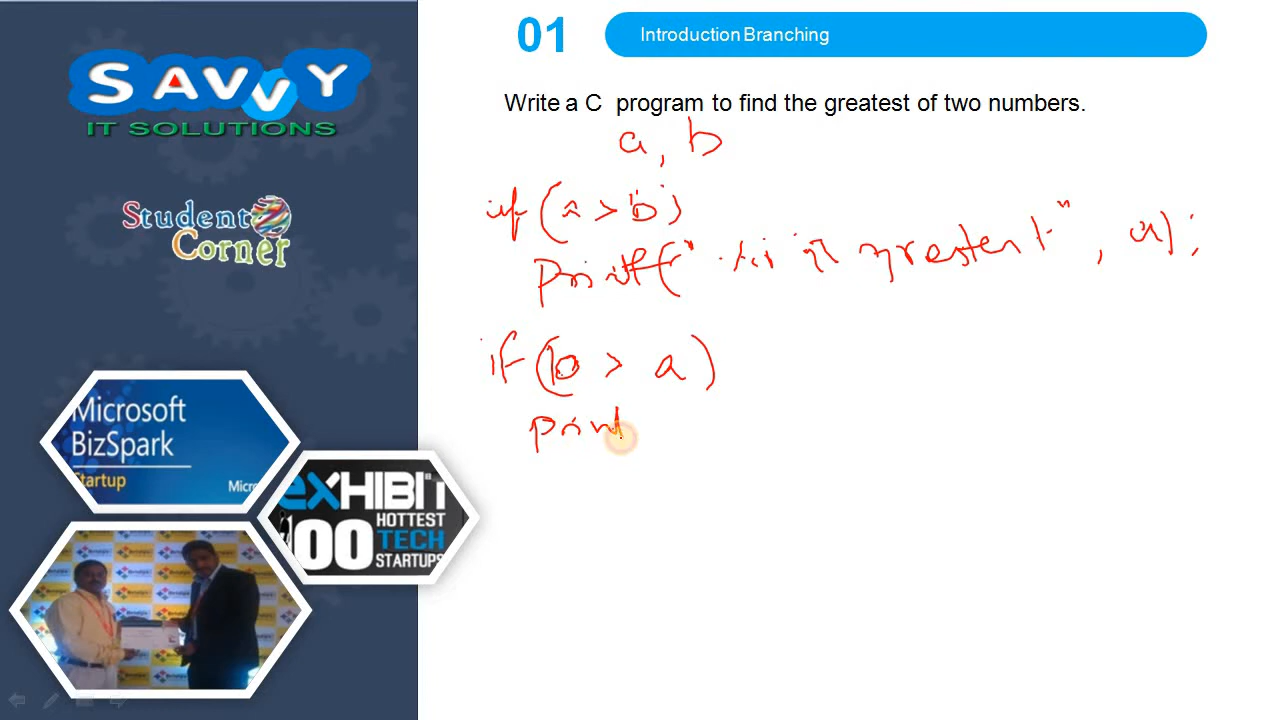 SAVVY
IT SOLUTIONS
Student
Corner
Microsoft
BizSpark
Startup
Micro
EXHIBIT
100 HOTTEST
TECH
STARTUPS
01
Introduction Branching
Write a C program to find the greatest of two numbers.
a, b
if (a > b)
printf(" is greatest", a);
if (b > a)
print